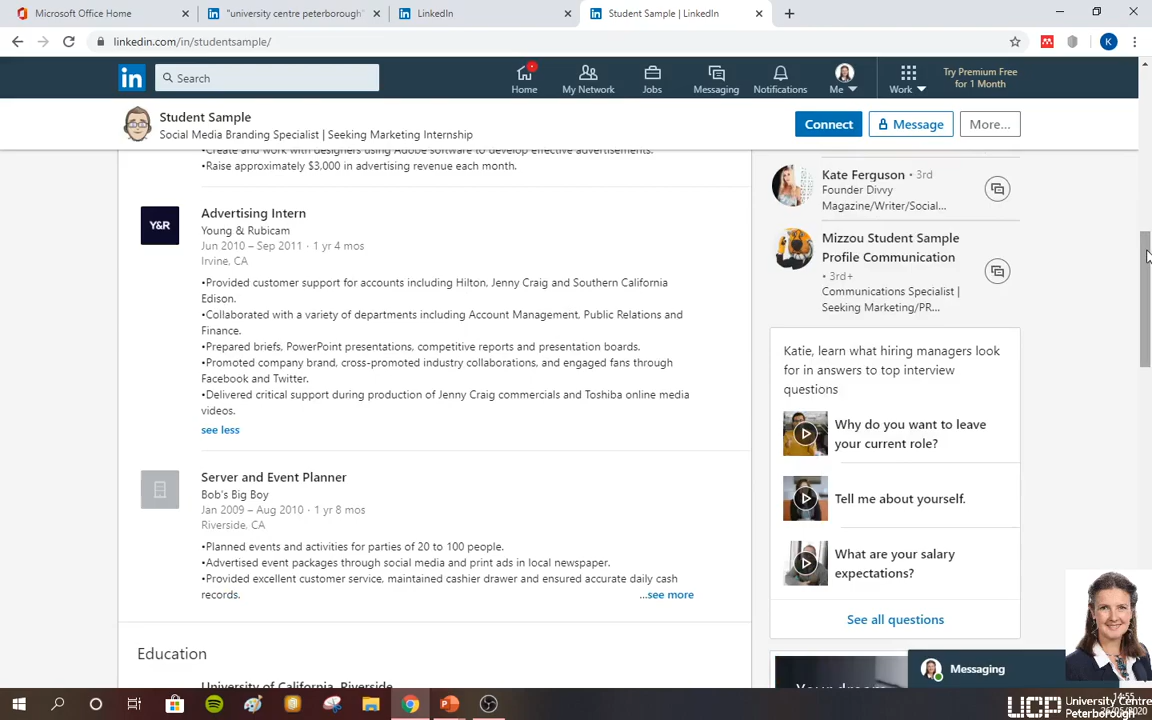 Microsoft Office Home
"university centre peterborough"
LinkedIn
Student Sample | LinkedIn
linkedin.com/in/studentsample/
K
in
Search
Home
My Network
Jobs
Messaging
Notifications
Me
Work
Try Premium Free
for 1 Month
Student Sample
Social Media Branding Specialist | Seeking Marketing Internship
Connect
Message
More...
•Create and work with designers using Adobe software to develop effective advertisements.
•Raise approximately $3,000 in advertising revenue each month.
Y&R
Advertising Intern
Young & Rubicam
Jun 2010 – Sep 2011 · 1 yr 4 mos
Irvine, CA
•Provided customer support for accounts including Hilton, Jenny Craig and Southern California
Edison.
•Collaborated with a variety of departments including Account Management, Public Relations and
Finance.
•Prepared briefs, PowerPoint presentations, competitive reports and presentation boards.
•Promoted company brand, cross-promoted industry collaborations, and engaged fans through
Facebook and Twitter.
•Delivered critical support during production of Jenny Craig commercials and Toshiba online media
videos.
see less
Server and Event Planner
Bob's Big Boy
Jan 2009 – Aug 2010 · 1 yr 8 mos
Riverside, CA
•Planned events and activities for parties of 20 to 100 people.
•Advertised event packages through social media and print ads in local newspaper.
•Provided excellent customer service, maintained cashier drawer and ensured accurate daily cash
records.
...see more
Education
University of California, Riverside
Kate Ferguson • 3rd
Founder Divvy
Magazine/Writer/Social...
Mizzou Student Sample
Profile Communication
• 3rd+
Communications Specialist |
Seeking Marketing/PR...
Katie, learn what hiring managers look
for in answers to top interview
questions
Why do you want to leave
your current role?
Tell me about yourself.
What are your salary
expectations?
See all questions
Your dream
Messaging
14:55
26/05/2020
UCP University Centre
Peterborough